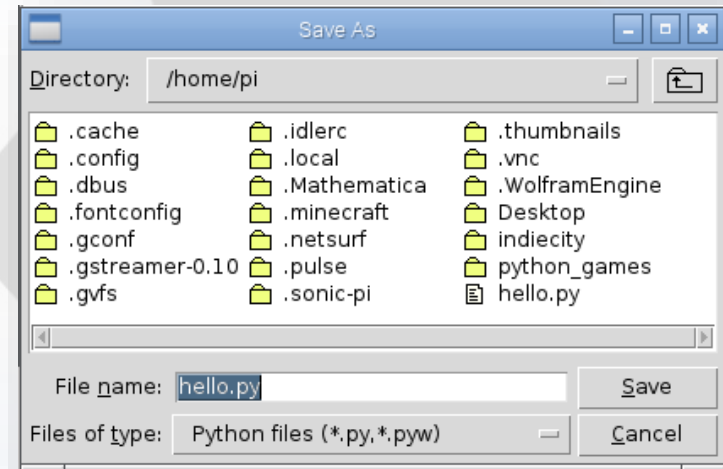 Save As
Directory: /home/pi
.cache .idlerc .thumbnails
.config .local .vnc
.dbus .Mathematica .WolframEngine
.fontconfig .minecraft Desktop
.gconf .netsurf indiecity
.gstreamer-0.10 .pulse python_games
.gvfs .sonic-pi hello.py
File name: hello.py Save
Files of type: Python files (*.py,*.pyw) Cancel